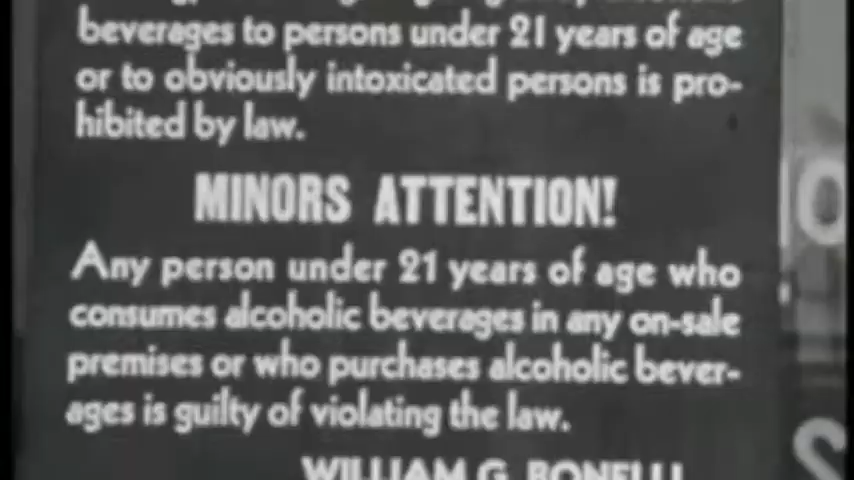 beverages to persons under 21 years of age
or to obviously intoxicated persons is pro-
hibited by law.
MINORS ATTENTION!
Any person under 21 years of age who
consumes alcoholic beverages in any on-sale
premises or who purchases alcoholic bever-
ages is guilty of violating the law.
WILLIAM G. BONELLI